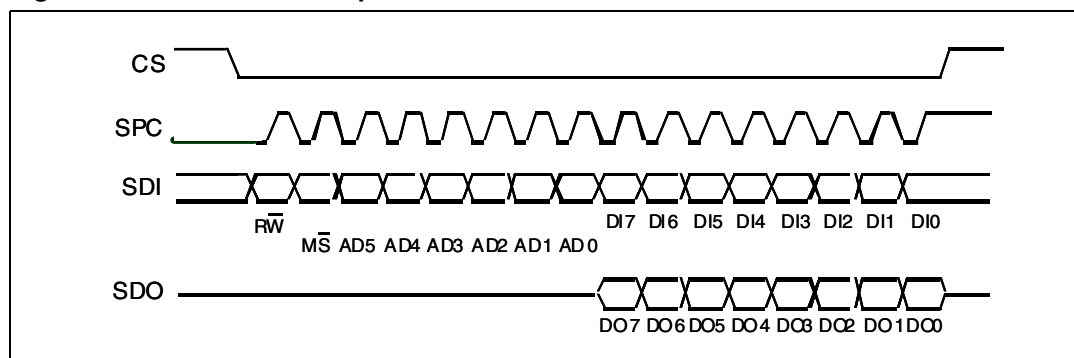 CS
SPC
SDI
RW̅ DI7 DI6 DI5 DI4 DI3 DI2 DI1 DI0
MS̅ AD5 AD4 AD3 AD2 AD1 AD0
SDO
DO7 DO6 DO5 DO4 DO3 DO2 DO1 DO0